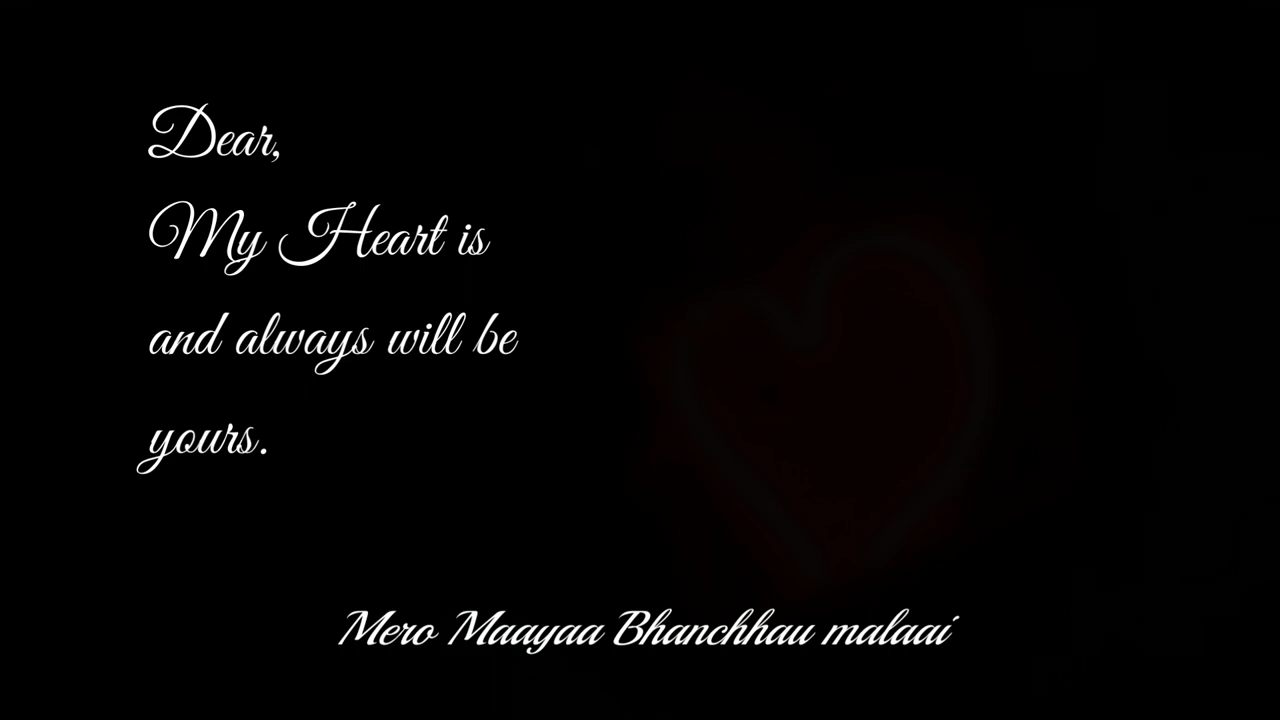 Dear,
My Heart is
and always will be
yours.
Mero Maayaa Bhanchhau malaai